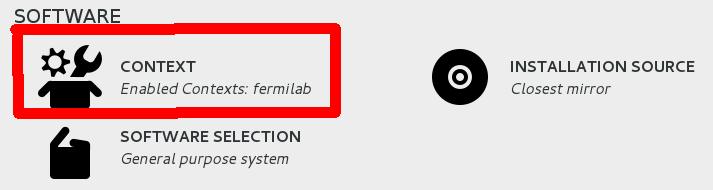 SOFTWARE
CONTEXT
Enabled Contexts: fermilab
INSTALLATION SOURCE
Closest mirror
SOFTWARE SELECTION
General purpose system